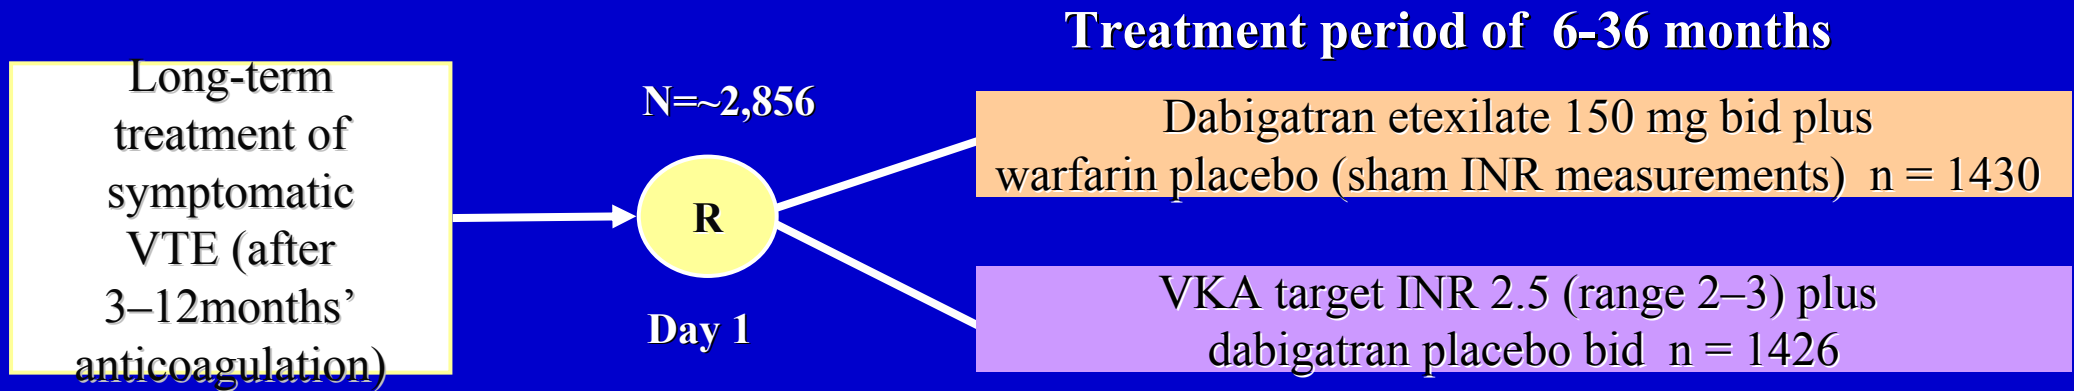 Treatment period of 6-36 months
Long-term
treatment of
symptomatic
VTE (after
3–12months’
anticoagulation)
N=~2,856
R
Day 1
Dabigatran etexilate 150 mg bid plus
warfarin placebo (sham INR measurements) n = 1430
VKA target INR 2.5 (range 2–3) plus
dabigatran placebo bid n = 1426